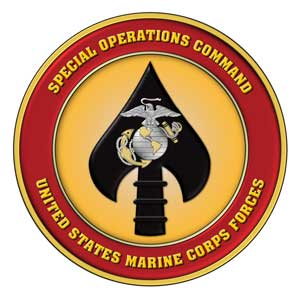 SPECIAL OPERATIONS COMMAND
UNITED STATES MARINE CORPS FORCES